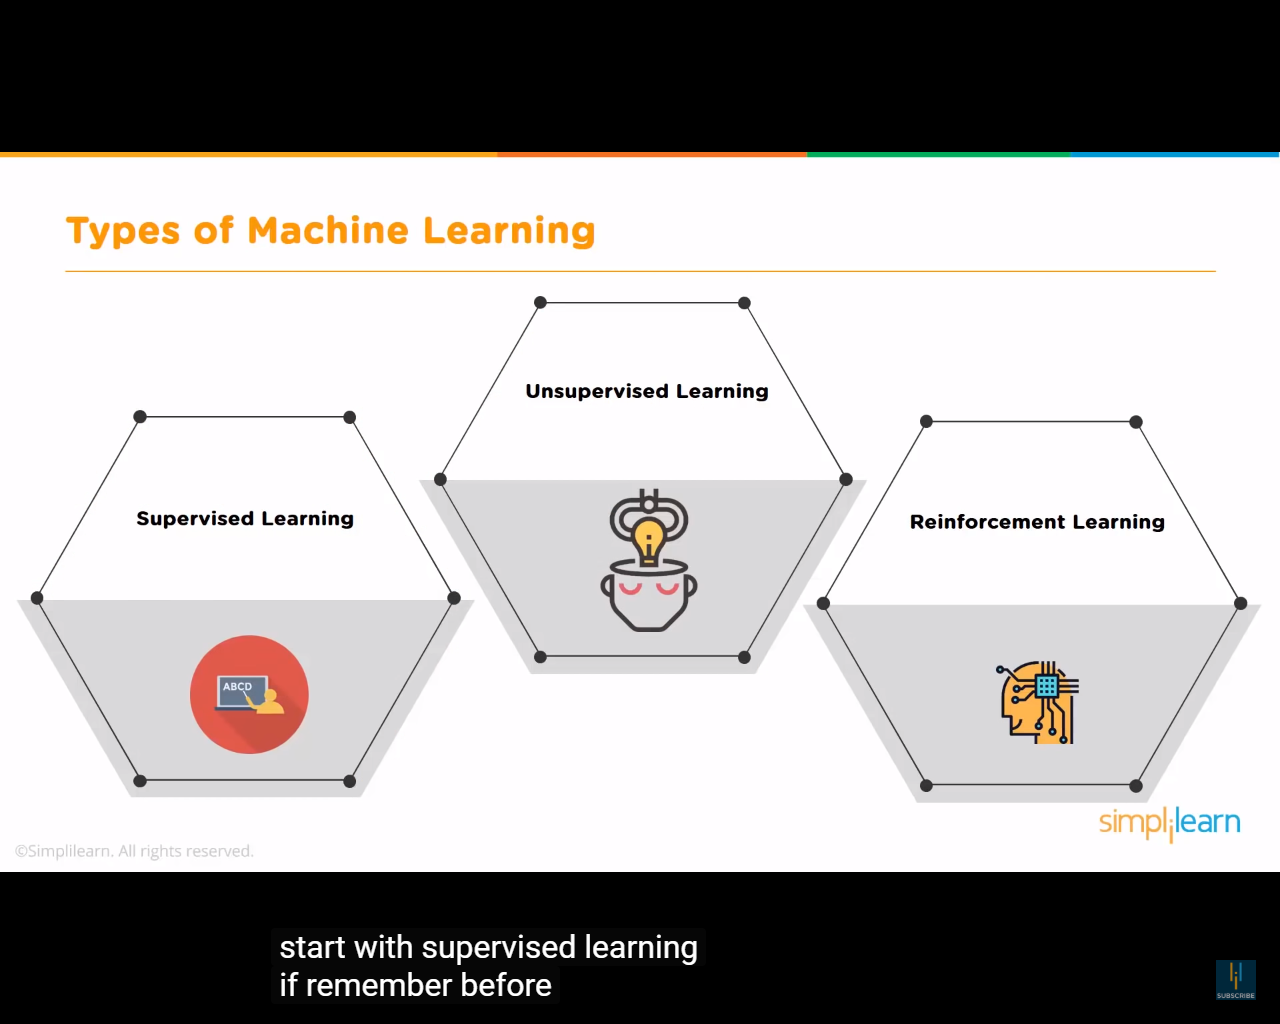 Types of Machine Learning
Unsupervised Learning
Supervised Learning
Reinforcement Learning
ABCD
simplilearn
©Simplilearn. All rights reserved.
start with supervised learning
if remember before
SUBSCRIBE